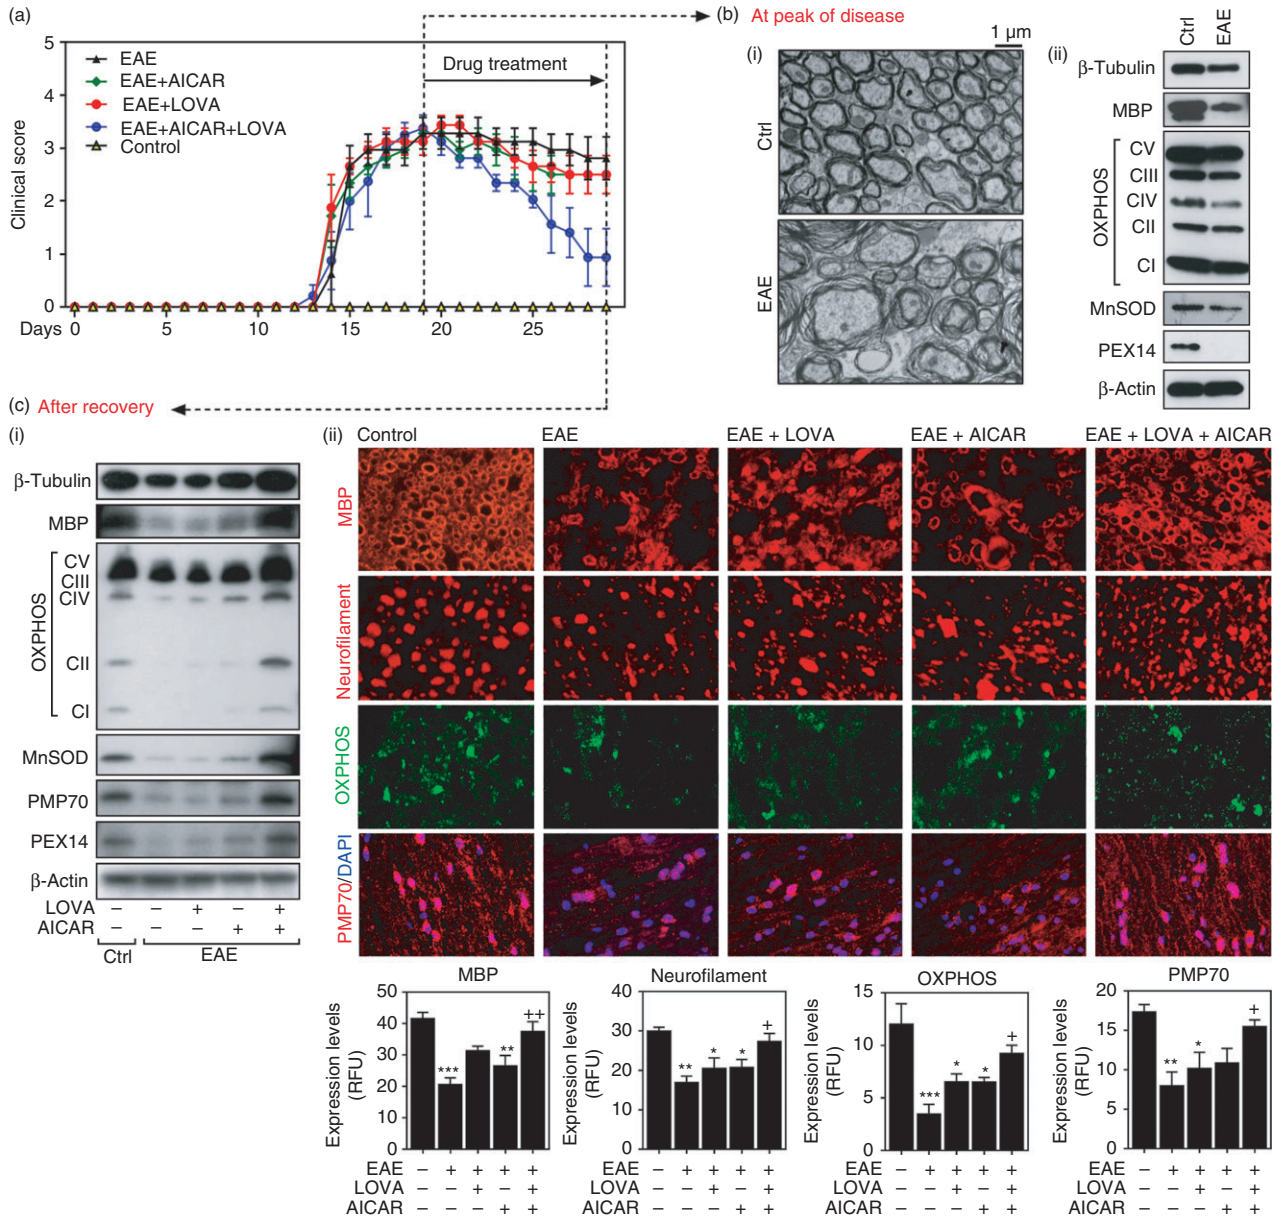 (a)
5
4
3
2
1
0
Clinical score
EAE
EAE+AICAR
EAE+LOVA
EAE+AICAR+LOVA
Control
Drug treatment
Days 0 5 10 15 20 25
(b) At peak of disease
1 µm
(i)
Ctrl
EAE
(ii)
Ctrl EAE
β-Tubulin
MBP
OXPHOS
CV
CIII
CIV
CII
CI
MnSOD
PEX14
β-Actin
(c) After recovery
(i)
β-Tubulin
MBP
OXPHOS
CV
CIII
CIV
CII
CI
MnSOD
PMP70
PEX14
β-Actin
LOVA – – + – +
AICAR – – – + +
Ctrl EAE
(ii)
Control EAE EAE + LOVA EAE + AICAR EAE + LOVA + AICAR
MBP
Neurofilament
OXPHOS
PMP70/DAPI
MBP
Expression levels
(RFU)
50
40
30
20
10
0
***
**
++
Neurofilament
Expression levels
(RFU)
40
30
20
10
0
**
*
*
+
OXPHOS
Expression levels
(RFU)
15
10
5
0
***
*
*
+
PMP70
Expression levels
(RFU)
20
15
10
5
0
**
*
+
– + + + + EAE – + + + + EAE – + + + + EAE – + + + +
– – + – + LOVA – – + – + LOVA – – + – + LOVA – – + – +
– – – + + AICAR – – – + + AICAR – – – + + AICAR – – – + +